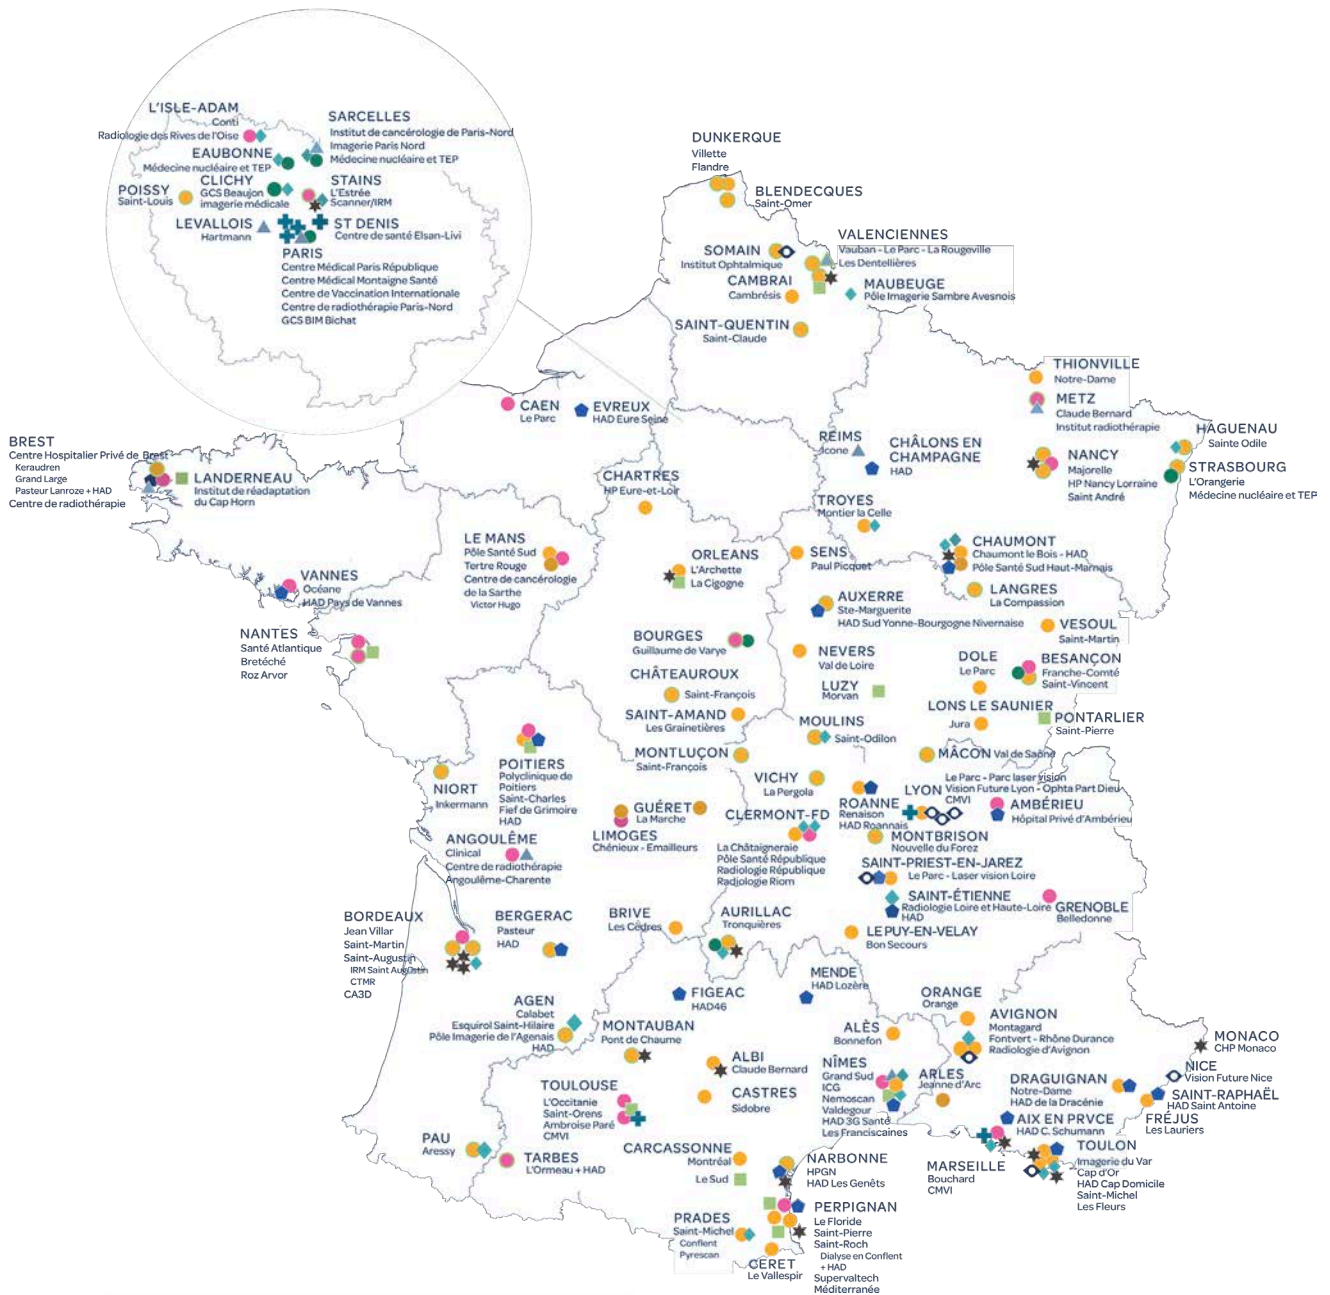 L'ISLE-ADAM
Conti
Radiologie des Rives de l'Oise
SARCELLES
Institut de cancérologie de Paris-Nord
Imagerie Paris Nord
Médecine nucléaire et TEP
EAUBONNE
Médecine nucléaire et TEP
CLICHY
GCS Beaujon
imagerie médicale
STAINS
L'Estrée
Scanner/IRM
POISSY
Saint-Louis
LEVALLOIS
Hartmann
ST DENIS
Centre de santé Elsan-Livi
PARIS
Centre Médical Paris République
Centre Médical Montaigne Santé
Centre de Vaccination Internationale
Centre de radiothérapie Paris-Nord
GCS BIM Bichat
DUNKERQUE
Villette
Flandre
BLENDECQUES
Saint-Omer
SOMAIN
Institut Ophtalmique
VALENCIENNES
Vauban - Le Parc - La Rougeville
Les Dentellières
CAMBRAI
Cambrésis
MAUBEUGE
Pôle Imagerie Sambre Avesnois
SAINT-QUENTIN
Saint-Claude
THIONVILLE
Notre-Dame
METZ
Claude Bernard
Institut radiothérapie
CAEN
Le Parc
EVREUX
HAD Eure Seine
REIMS
Icone
CHÂLONS EN
CHAMPAGNE
HAD
NANCY
Majorelle
HP Nancy Lorraine
Saint André
HAGUENAU
Sainte Odile
STRASBOURG
L'Orangerie
Médecine nucléaire et TEP
BREST
Centre Hospitalier Privé de Brest
Keraudren
Grand Large
Pasteur Lanroze + HAD
Centre de radiothérapie
LANDERNEAU
Institut de réadaptation
du Cap Horn
CHARTRES
HP Eure-et-Loir
TROYES
Montier la Celle
LE MANS
Pôle Santé Sud
Tertre Rouge
Centre de cancérologie
de la Sarthe
Victor Hugo
ORLEANS
L'Archette
La Cigogne
SENS
Paul Picquet
CHAUMONT
Chaumont le Bois - HAD
Pôle Santé Sud Haut-Marnais
LANGRES
La Compassion
VANNES
Océane
HAD Pays de Vannes
AUXERRE
Ste-Marguerite
HAD Sud Yonne-Bourgogne Nivernaise
VESOUL
Saint-Martin
NANTES
Santé Atlantique
Bretéché
Roz Arvor
BOURGES
Guillaume de Varye
NEVERS
Val de Loire
DOLE
Le Parc
BESANÇON
Franche-Comté
Saint-Vincent
CHÂTEAUROUX
Saint-François
LUZY
Morvan
SAINT-AMAND
Les Grainetières
LONS LE SAUNIER
Jura
PONTARLIER
Saint-Pierre
MOULINS
Saint-Odilon
MONTLUÇON
Saint-François
MÂCON Val de Saône
POITIERS
Polyclinique de
Poitiers
Saint-Charles
Fief de Grimoire
HAD
NIORT
Inkermann
VICHY
La Pergola
ROANNE
Renaison
HAD Roannais
LYON
Le Parc - Parc laser vision
Vision Future Lyon - Ophta Part Dieu
CMVI
AMBÉRIEU
Hôpital Privé d'Ambérieu
GUÉRET
La Marche
LIMOGES
Chénieux - Emailleurs
CLERMONT-FD
La Châtaigneraie
Pôle Santé République
Radiologie République
Radiologie Riom
MONTBRISON
Nouvelle du Forez
ANGOULÊME
Clinical
Centre de radiothérapie
Angoulême-Charente
SAINT-PRIEST-EN-JAREZ
Le Parc - Laser vision Loire
SAINT-ÉTIENNE
Radiologie Loire et Haute-Loire
HAD
GRENOBLE
Belledonne
BORDEAUX
Jean Villar
Saint-Martin
Saint-Augustin
IRM Saint Augustin
CTMR
CA3D
BERGERAC
Pasteur
HAD
BRIVE
Les Cèdres
AURILLAC
Tronquières
LE PUY-EN-VELAY
Bon Secours
FIGEAC
HAD46
MENDE
HAD Lozère
AGEN
Calabet
Esquirol Saint-Hilaire
Pôle Imagerie de l'Agenais
HAD
MONTAUBAN
Pont de Chaume
ALBI
Claude Bernard
CASTRES
Sidobre
ALÈS
Bonnefon
ORANGE
Orange
AVIGNON
Montagard
Fontvert - Rhône Durance
Radiologie d'Avignon
MONACO
CHP Monaco
NICE
Vision Future Nice
NÎMES
Grand Sud
ICG
Nemoscan
Valdegour
HAD 3G Santé
Les Franciscaines
ARLES
Jeanne d'Arc
DRAGUIGNAN
Notre-Dame
HAD de la Dracénie
SAINT-RAPHAËL
HAD Saint Antoine
FRÉJUS
Les Lauriers
TOULOUSE
L'Occitanie
Saint-Orens
Ambroise Paré
CMVI
AIX EN PRVCE
HAD C. Schumann
MARSEILLE
Bouchard
CMVI
TOULON
Imagerie du Var
Cap d'Or
HAD Cap Domicile
Saint-Michel
Les Fleurs
PAU
Aressy
TARBES
L'Ormeau + HAD
CARCASSONNE
Montréal
Le Sud
NARBONNE
HPGN
HAD Les Genêts
PRADES
Saint-Michel
Conflent
Pyrescan
PERPIGNAN
Le Floride
Saint-Pierre
Saint-Roch
Dialyse en Conflent
+ HAD
Supervaltech
Méditerranée
CERET
Le Vallespir